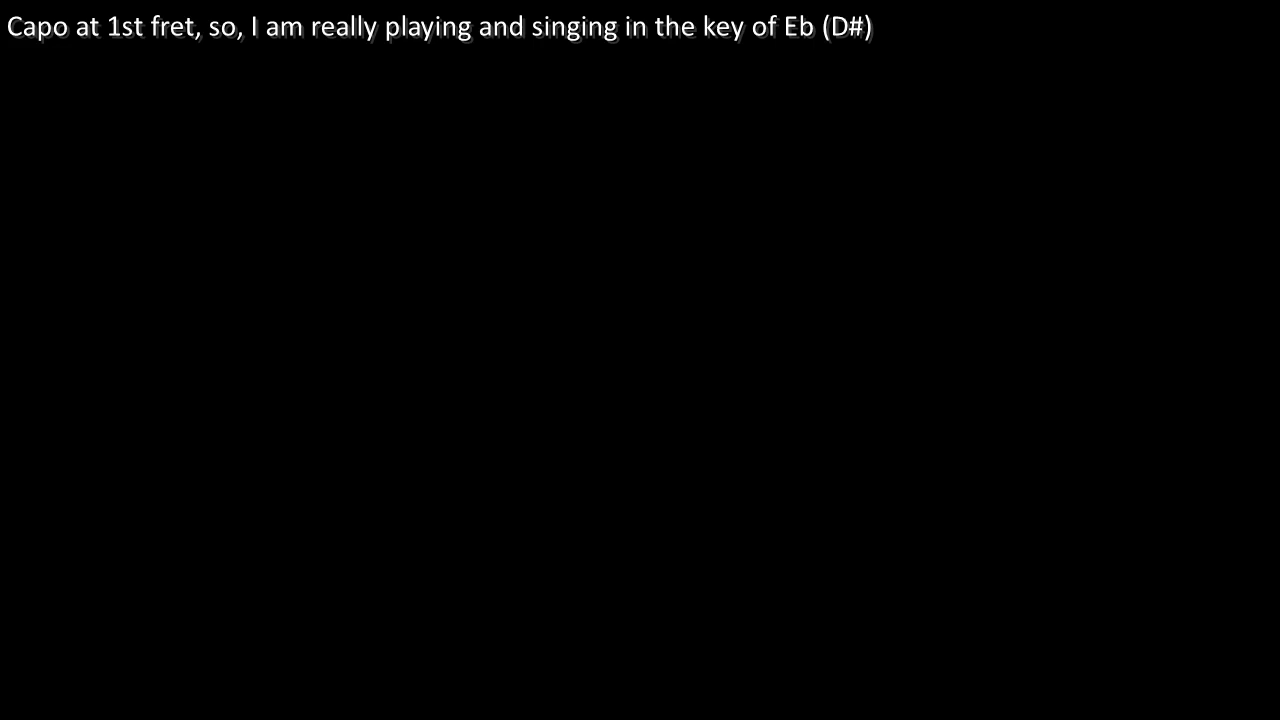 Capo at 1st fret, so, I am really playing and singing in the key of Eb (D#)